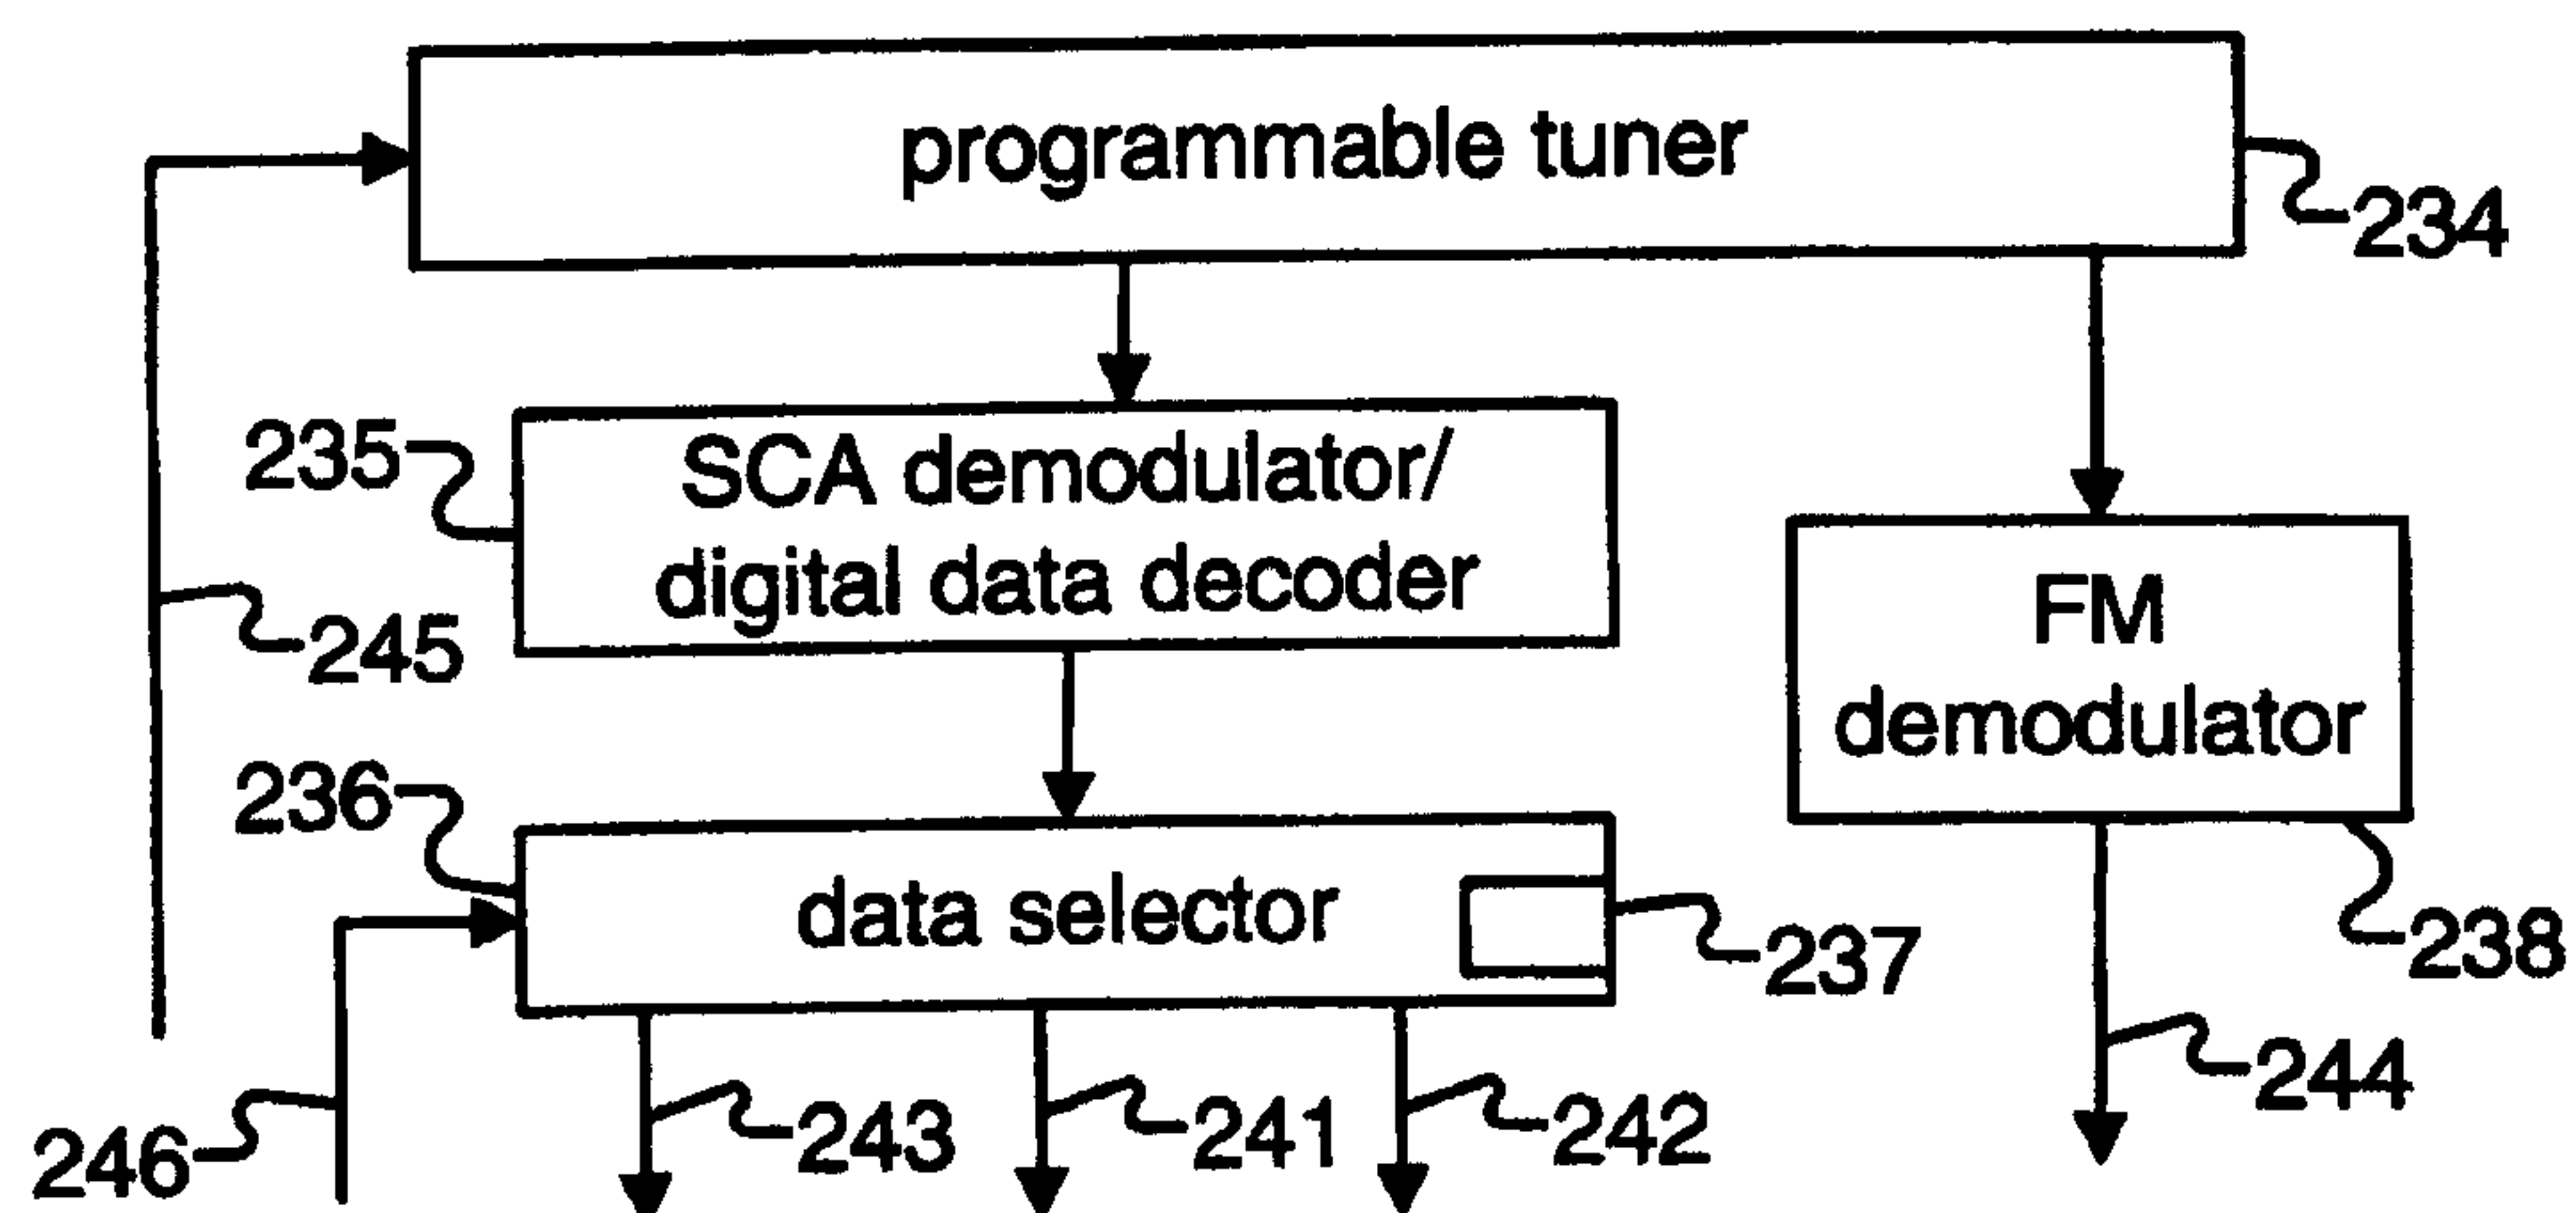 programmable tuner
234
235
SCA demodulator/
digital data decoder
245
FM
demodulator
236
data selector
237
238
246
243
241
242
244